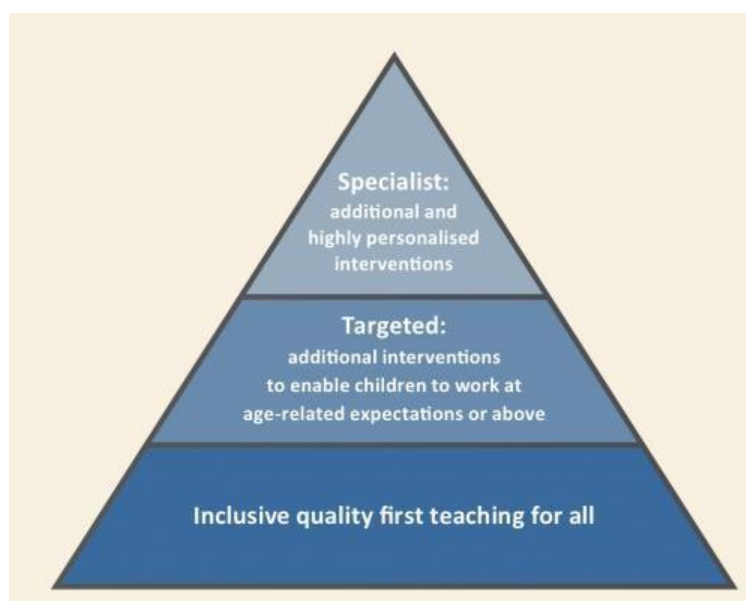 Specialist:
additional and
highly personalised
interventions
Targeted:
additional interventions
to enable children to work at
age-related expectations or above
Inclusive quality first teaching for all